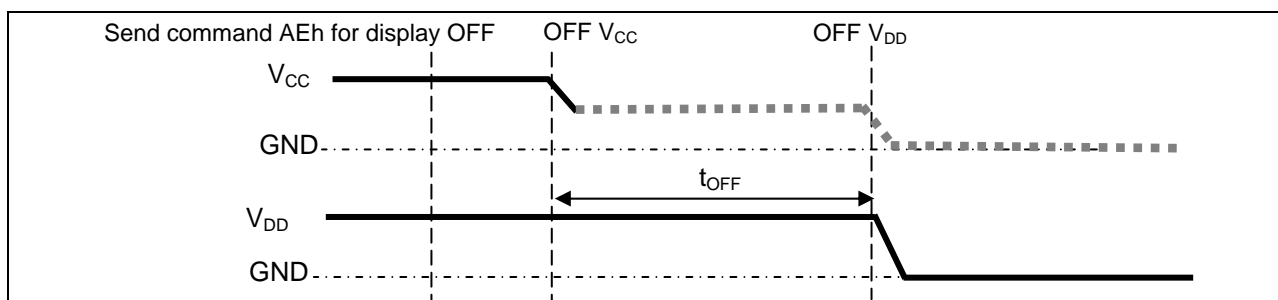 Send command AEh for display OFF OFF VCC OFF VDD
VCC
GND
tOFF
VDD
GND